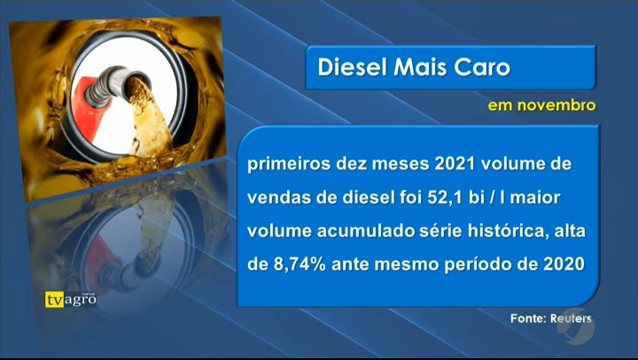 Diesel Mais Caro
em novembro
primeiros dez meses 2021 volume de
vendas de diesel foi 52,1 bi / l maior
volume acumulado série histórica, alta
de 8,74% ante mesmo período de 2020
canal
tvagro
Fonte: Reuters